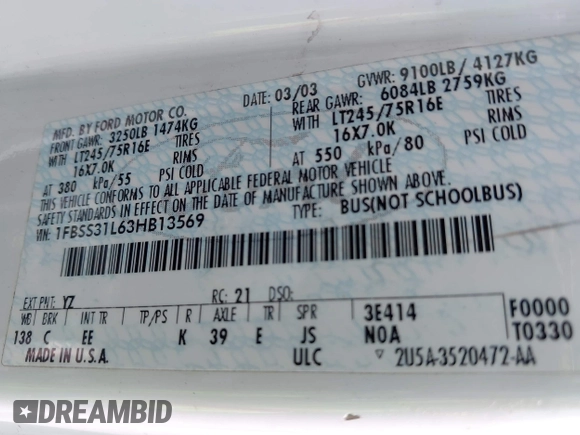 MFD. BY FORD MOTOR CO.
DATE: 03/03
GVWR: 9100LB/ 4127KG
FRONT GAWR: 3250LB 1474KG
REAR GAWR: 6084LB 2759KG
WITH LT245/75R16E TIRES
WITH LT245/75R16E TIRES
16X7.0K RIMS
16X7.0K RIMS
AT 380 kPa/55 PSI COLD
AT 550 kPa/80 PSI COLD
THIS VEHICLE CONFORMS TO ALL APPLICABLE FEDERAL MOTOR VEHICLE
SAFETY STANDARDS IN EFFECT ON THE DATE OF MANUFACTURE SHOWN ABOVE.
VIN: 1FBSS31L63HB13569
TYPE: BUS(NOT SCHOOLBUS)
EXT PNT: YZ RC: 21 DSO:
WB BRK INT TR TP/PS R AXLE TR SPR
3E414 F0000
138 C EE K 39 E JS N0A T0330
MADE IN U.S.A. ULC ▽ 2U5A-3520472-AA
DREAMBID